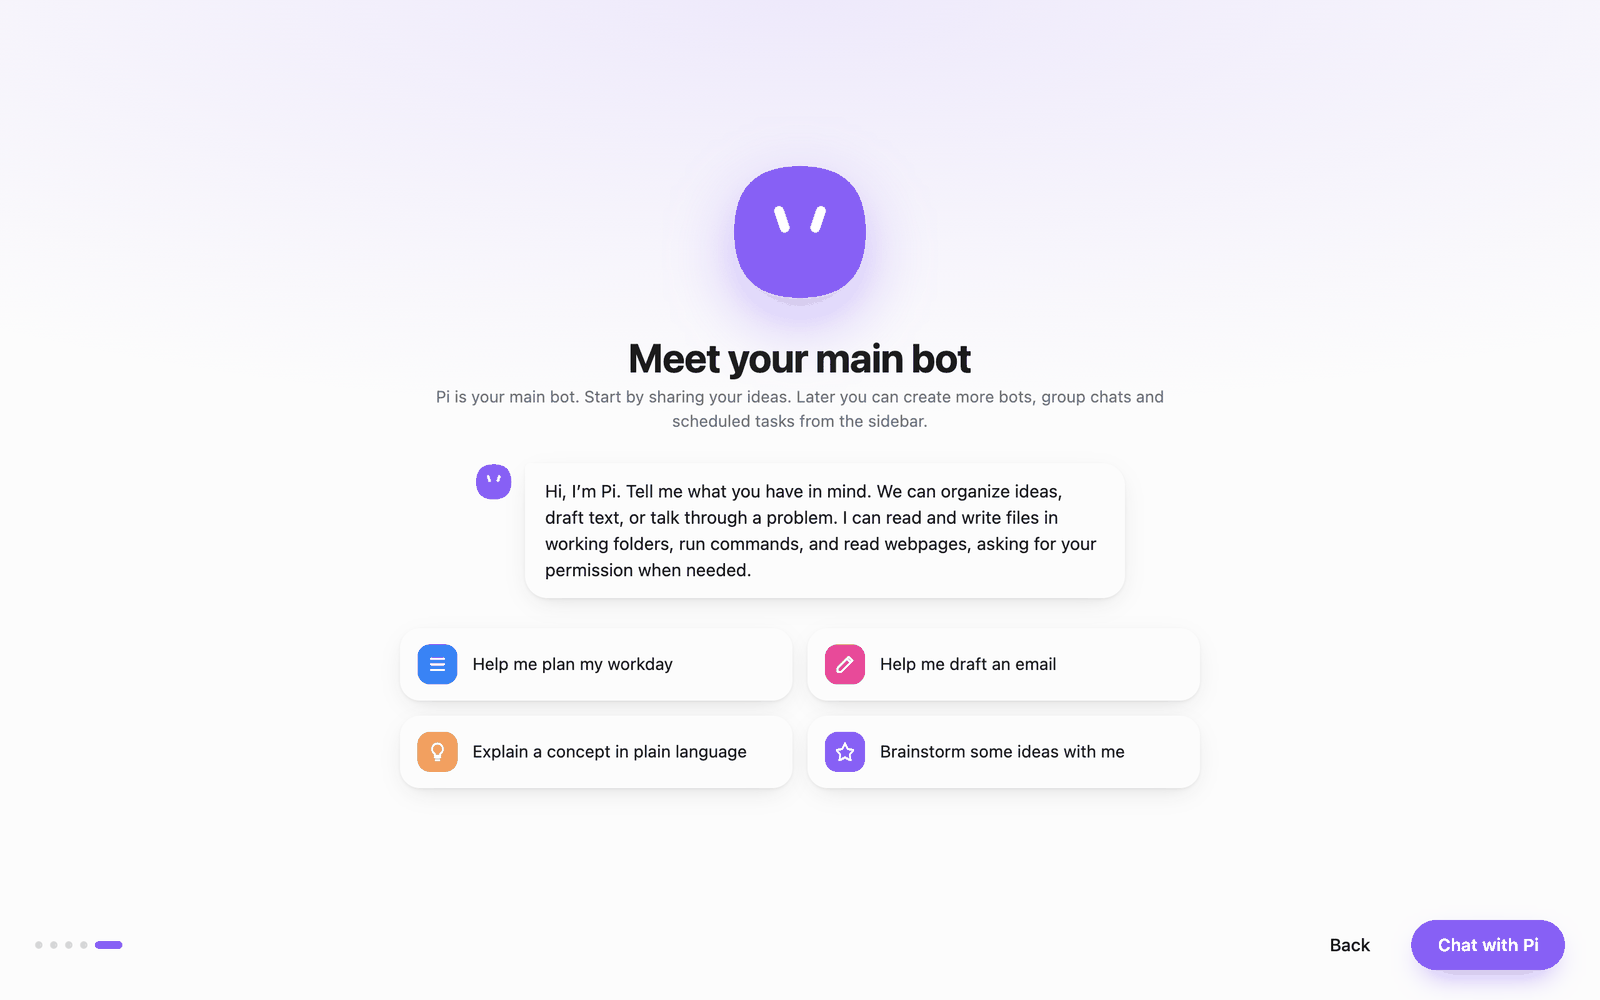 Meet your main bot
Pi is your main bot. Start by sharing your ideas. Later you can create more bots, group chats and
scheduled tasks from the sidebar.
Hi, I’m Pi. Tell me what you have in mind. We can organize ideas,
draft text, or talk through a problem. I can read and write files in
working folders, run commands, and read webpages, asking for your
permission when needed.
Help me plan my workday
Help me draft an email
Explain a concept in plain language
Brainstorm some ideas with me
Back
Chat with Pi